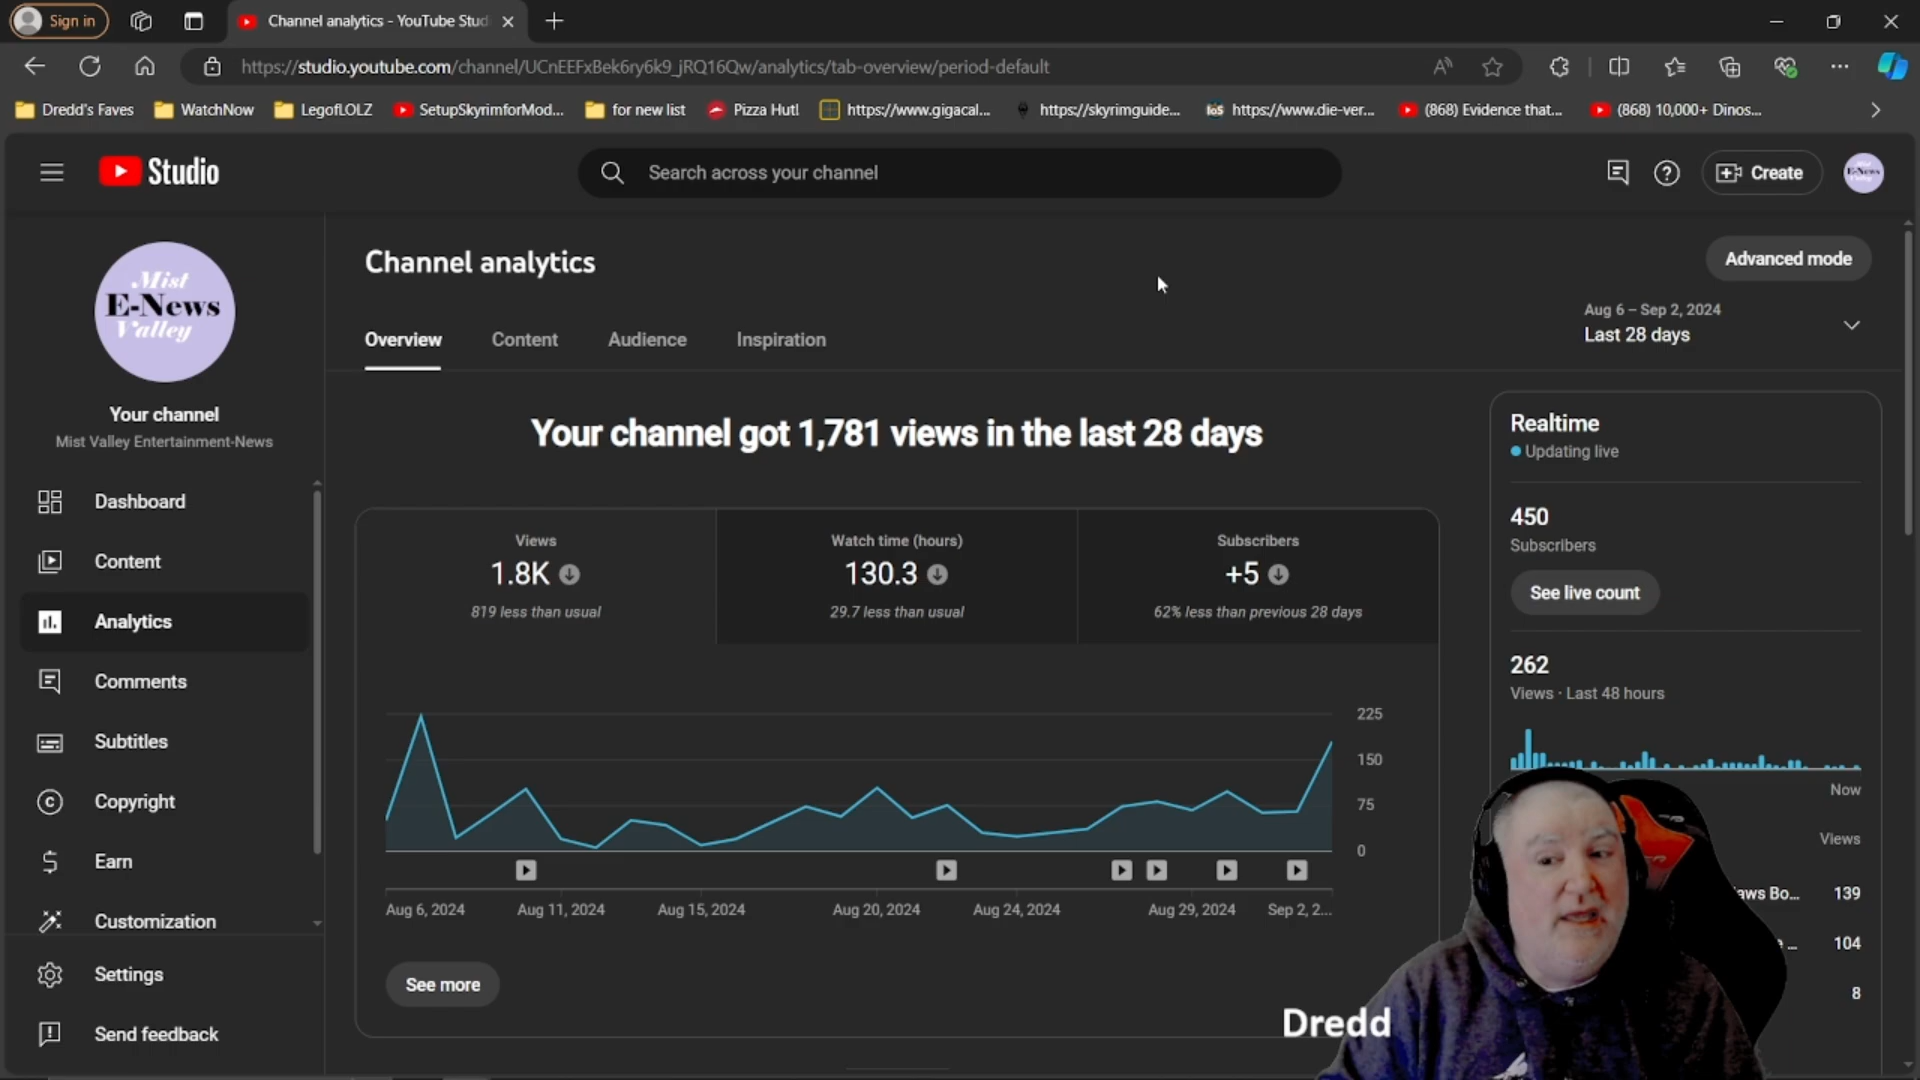 Sign in
Channel analytics - YouTube Stud
https://studio.youtube.com/channel/UCnEEFxBek6ry6k9_jRQ16Qw/analytics/tab-overview/period-default
Dredd's Faves
WatchNow
LegofLOLZ
SetupSkyrimforMod...
for new list
Pizza Hut!
https://www.gigacal...
https://skyrimguide...
https://www.die-ver...
(868) Evidence that...
(868) 10,000+ Dinos...
Studio
Search across your channel
Create
Mist
E-News
Valley
Your channel
Mist Valley Entertainment-News
Dashboard
Content
Analytics
Comments
Subtitles
Copyright
Earn
Customization
Settings
Send feedback
Channel analytics
Advanced mode
Aug 6 – Sep 2, 2024
Last 28 days
Overview
Content
Audience
Inspiration
Your channel got 1,781 views in the last 28 days
Views
1.8K
819 less than usual
Watch time (hours)
130.3
29.7 less than usual
Subscribers
+5
62% less than previous 28 days
225
150
75
0
Aug 6, 2024
Aug 11, 2024
Aug 15, 2024
Aug 20, 2024
Aug 24, 2024
Aug 29, 2024
Sep 2, 2...
See more
Realtime
Updating live
450
Subscribers
See live count
262
Views · Last 48 hours
Now
Views
aws Bo...
139
104
8
Dredd